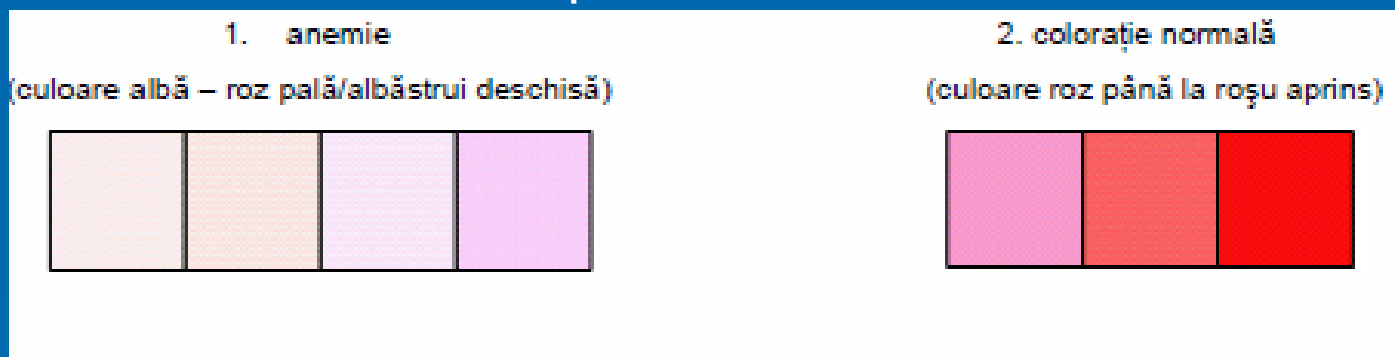 1. anemie
2. colorație normală
(culoare albă – roz pală/albăstrui deschisă)
(culoare roz până la roşu aprins)